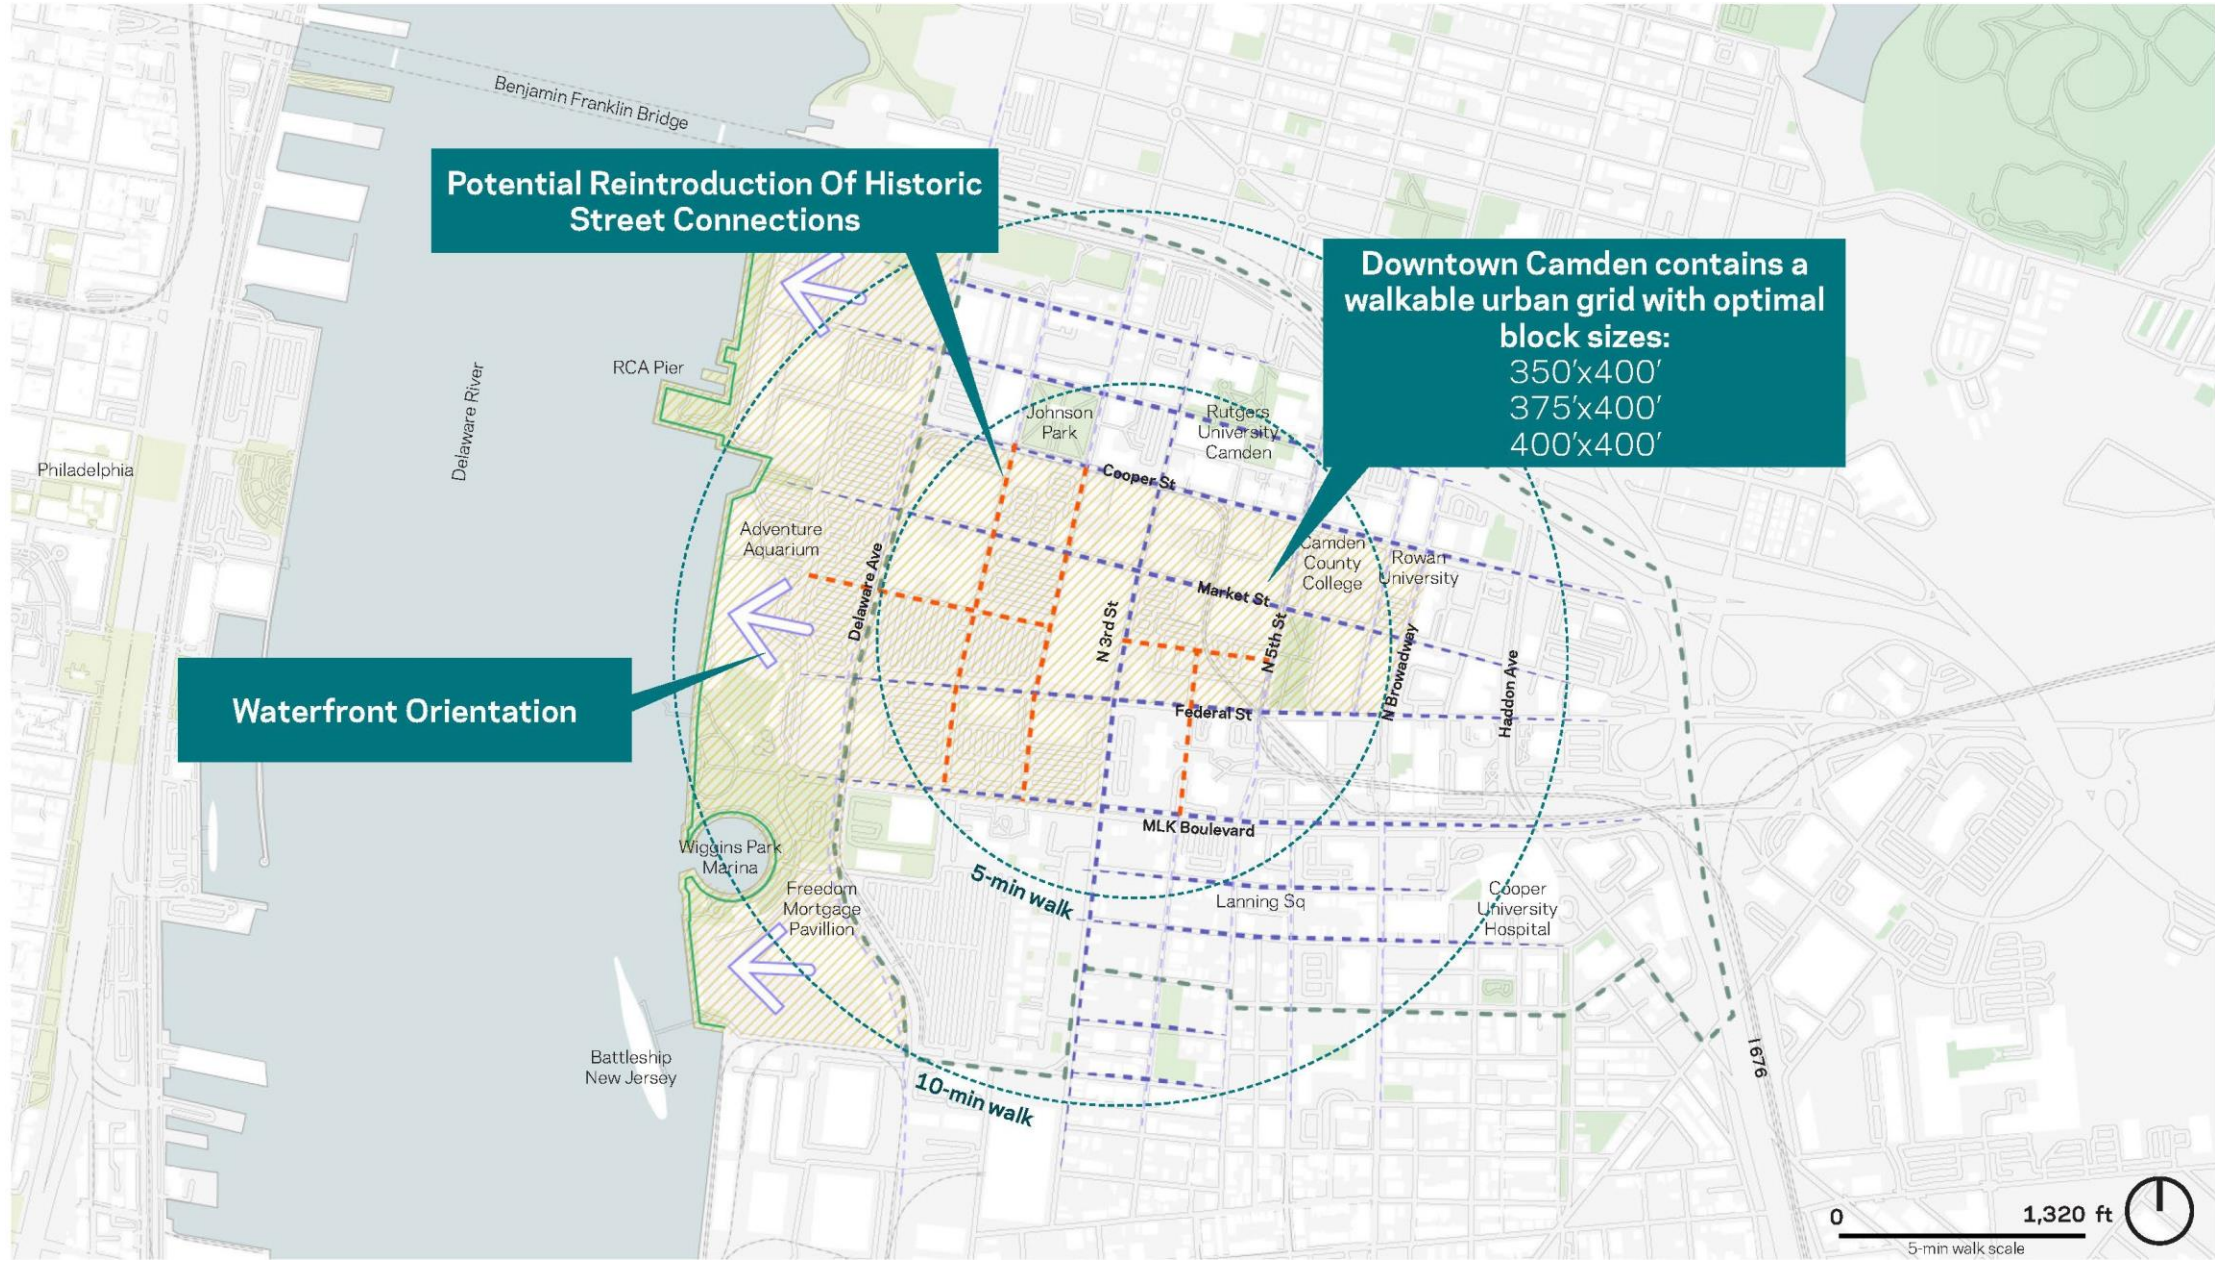 Benjamin Franklin Bridge
Potential Reintroduction Of Historic
Street Connections
Downtown Camden contains a
walkable urban grid with optimal
block sizes:
350'x400'
375'x400'
400'x400'
RCA Pier
Delaware River
Philadelphia
Johnson
Park
Rutgers
University
Camden
Cooper St
Adventure
Aquarium
Delaware Ave
Camden
County
College
Rowan
University
Market St
N 3rd St
N 5th St
N Browadway
Haddon Ave
Waterfront Orientation
Federal St
MLK Boulevard
Wiggins Park
Marina
Freedom
Mortgage
Pavillion
5-min walk
Lanning Sq
Cooper
University
Hospital
Battleship
New Jersey
10-min walk
I 676
0
1,320 ft
5-min walk scale